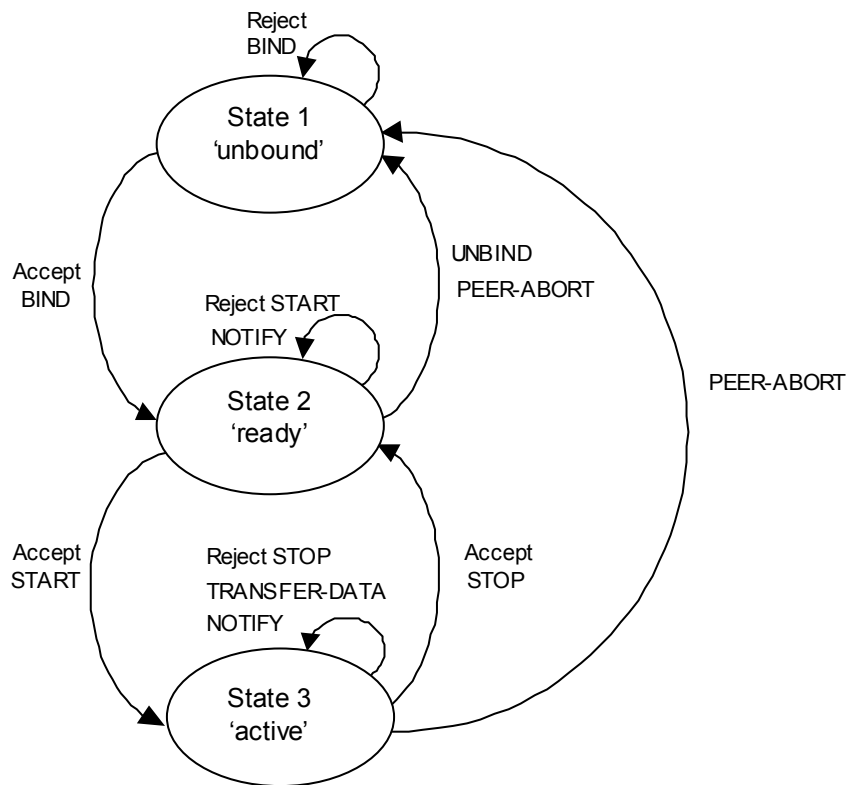 Reject
BIND
State 1
‘unbound’
UNBIND
PEER-ABORT
Accept
BIND
Reject START
NOTIFY
PEER-ABORT
State 2
‘ready’
Accept
START
Reject STOP
TRANSFER-DATA
NOTIFY
Accept
STOP
State 3
‘active’